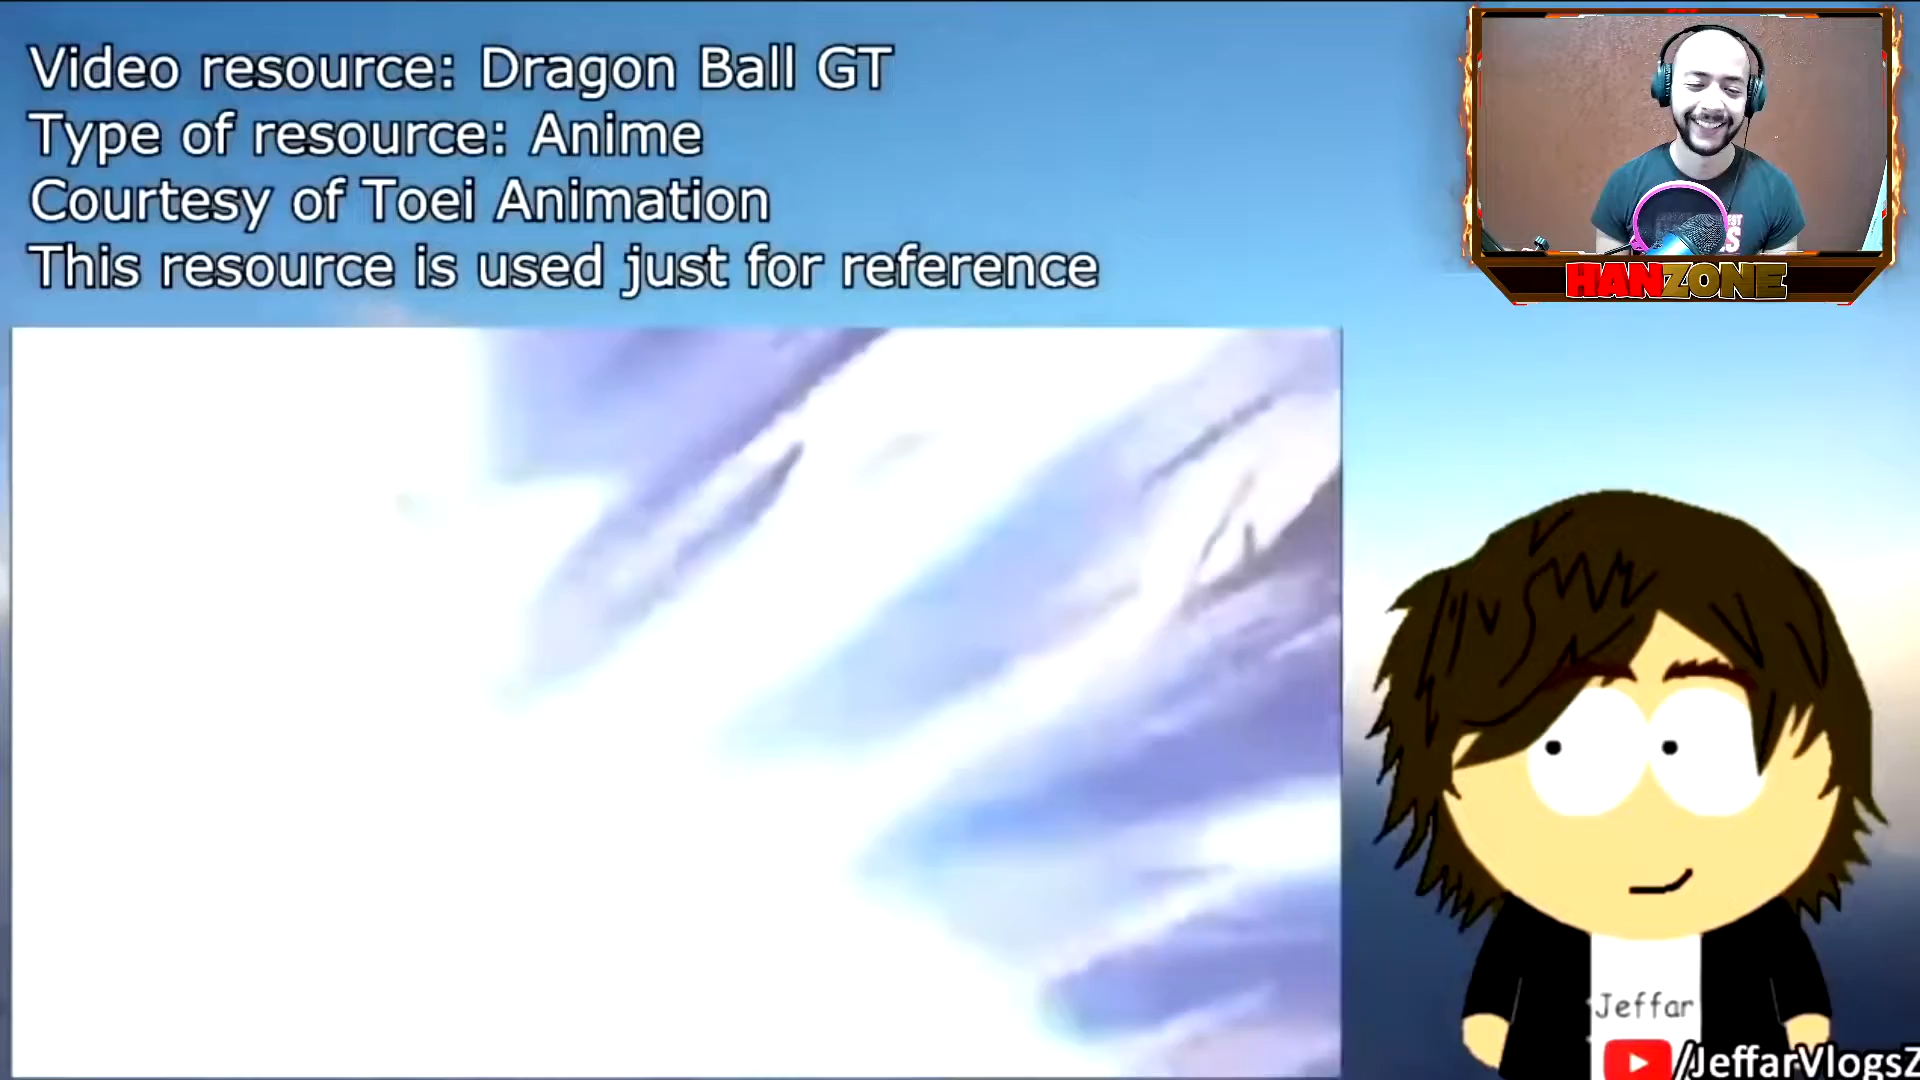 Video resource: Dragon Ball GT
Type of resource: Anime
Courtesy of Toei Animation
This resource is used just for reference
HANZONE
Jeffar
/JeffarVlogsZ